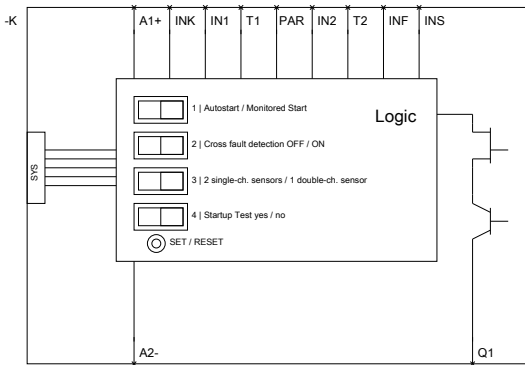 -K A1+ INK IN1 T1 PAR IN2 T2 INF INS
1 | Autostart / Monitored Start
Logic
2 | Cross fault detection OFF / ON
SYS
3 | 2 single-ch. sensors / 1 double-ch. sensor
4 | Startup Test yes / no
SET / RESET
A2- Q1